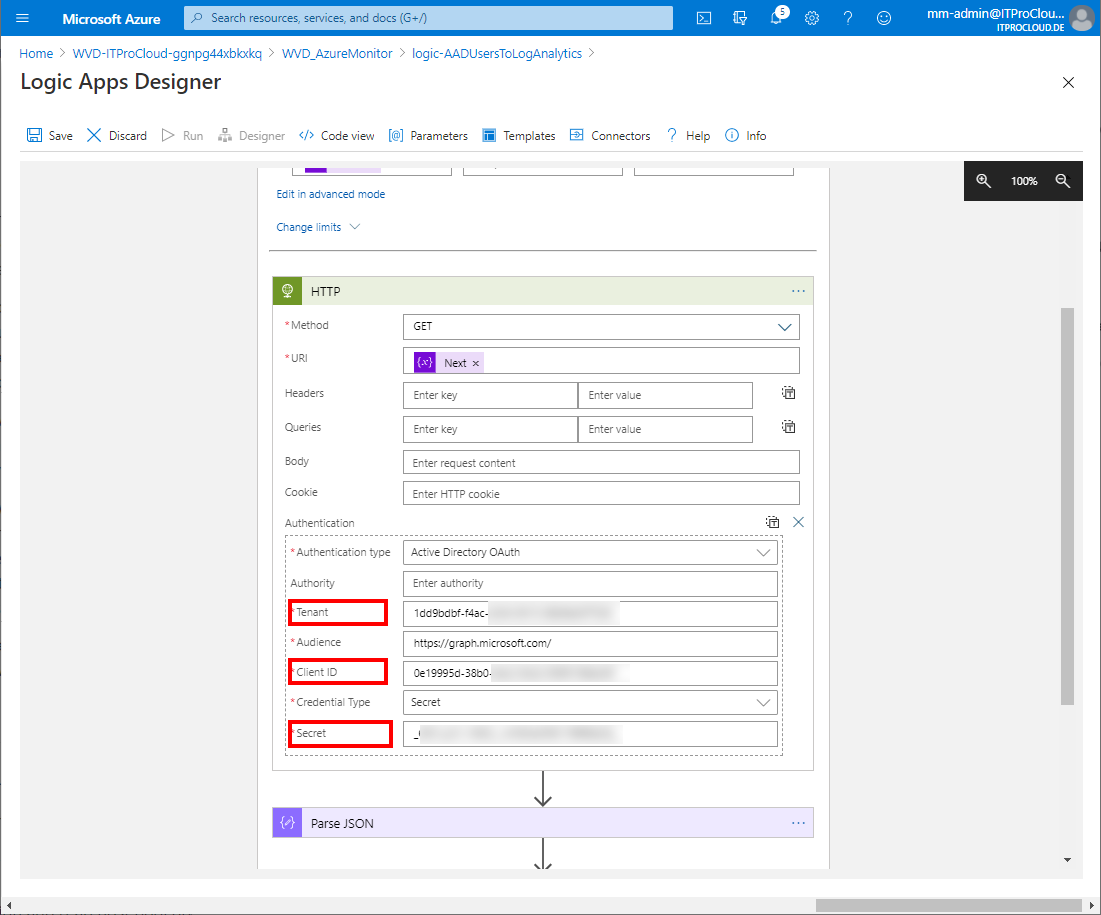 Microsoft Azure
Search resources, services, and docs (G+/)
5
mm-admin@ITProClou...
ITPROCLOUD.DE
Home > WVD-ITProCloud-ggnpg44xbkxkq > WVD_AzureMonitor > logic-AADUsersToLogAnalytics >
Logic Apps Designer
Save Discard Run Designer Code view Parameters Templates Connectors Help Info
100%
Edit in advanced mode
Change limits
HTTP
* Method GET
* URI Next ×
Headers Enter key Enter value
Queries Enter key Enter value
Body Enter request content
Cookie Enter HTTP cookie
Authentication
* Authentication type Active Directory OAuth
Authority Enter authority
* Tenant 1dd9bdbf-f4ac-
* Audience https://graph.microsoft.com/
* Client ID 0e19995d-38b0-
* Credential Type Secret
* Secret
Parse JSON